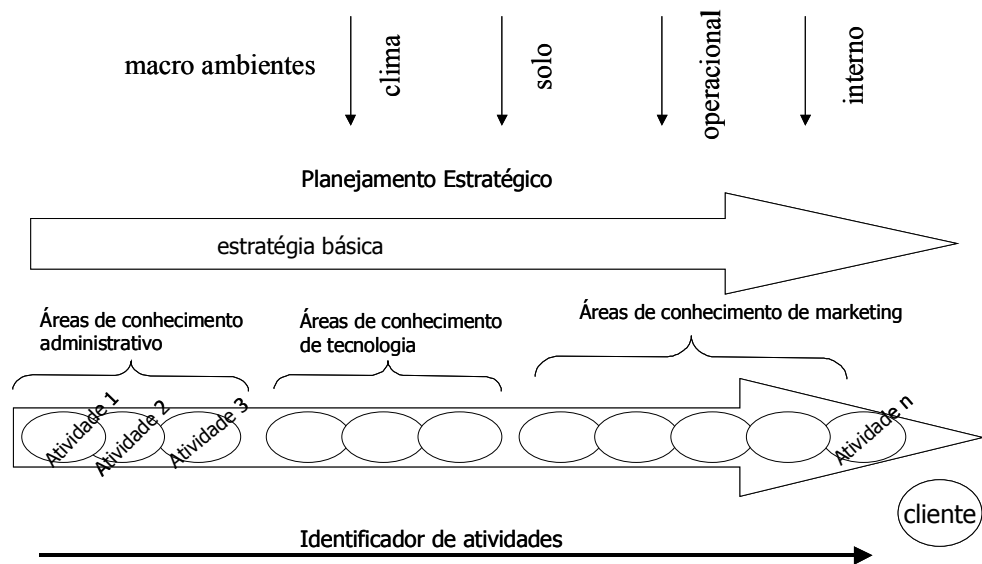 macro ambientes
clima
solo
operacional
interno
Planejamento Estratégico
estratégia básica
Áreas de conhecimento
administrativo
Áreas de conhecimento
de tecnologia
Áreas de conhecimento de marketing
Atividade 1
Atividade 2
Atividade 3
Atividade n
cliente
Identificador de atividades